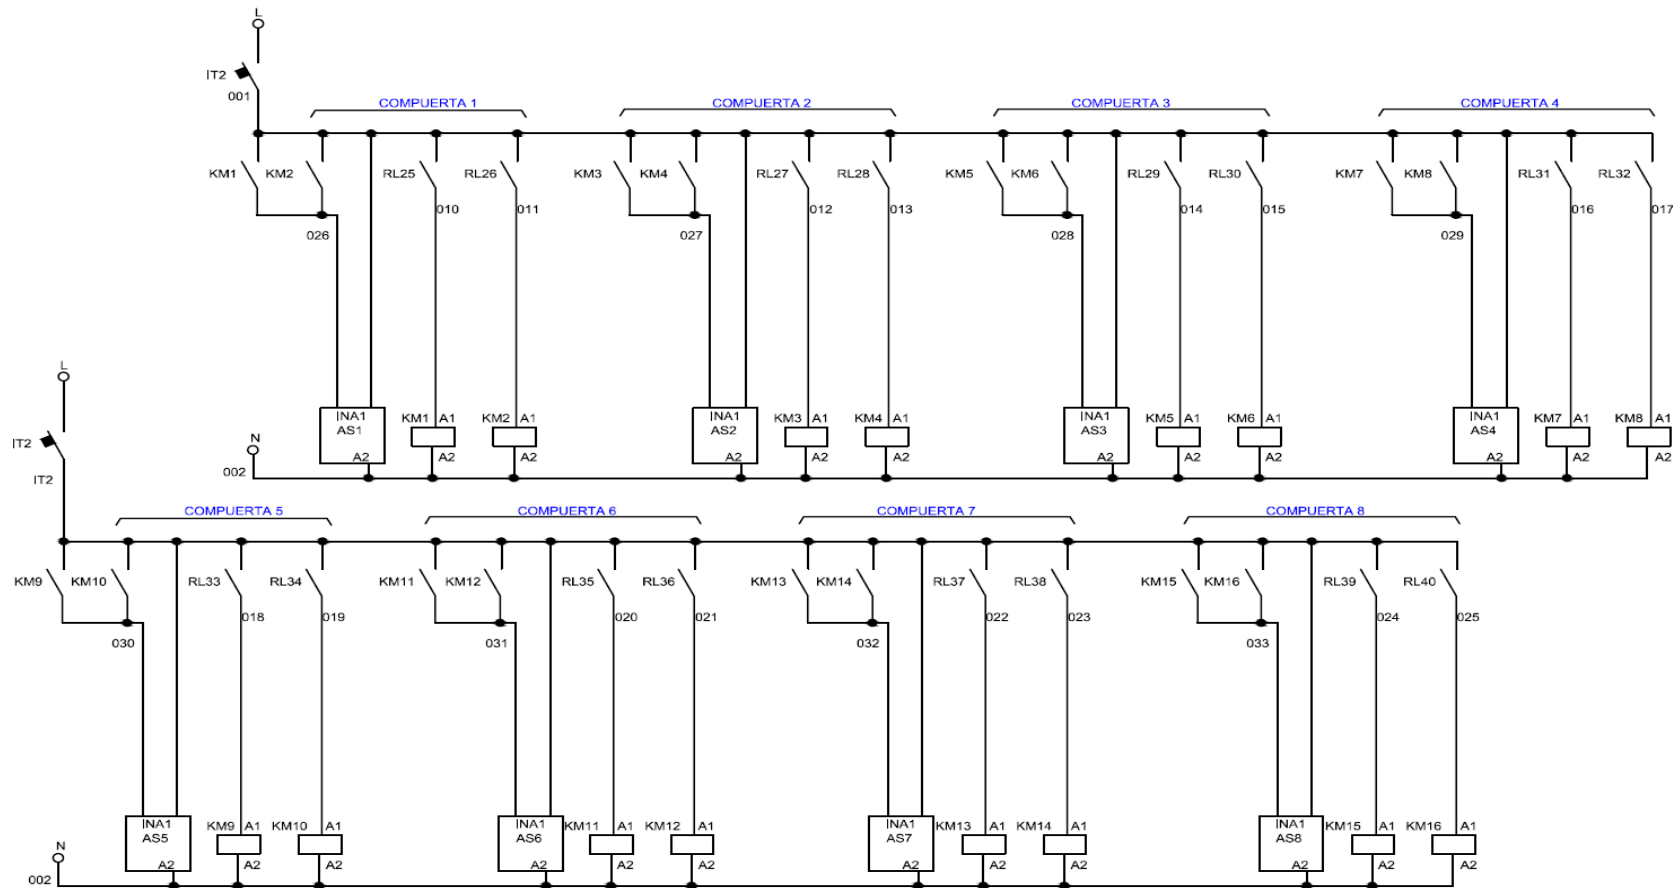 L
IT2
001
COMPUERTA 1 COMPUERTA 2 COMPUERTA 3 COMPUERTA 4
KM1 KM2 RL25 RL26 KM3 KM4 RL27 RL28 KM5 KM6 RL29 RL30 KM7 KM8 RL31 RL32
010 011 012 013 014 015 016 017
026 027 028 029
INA1 KM1 A1 KM2 A1 INA1 KM3 A1 KM4 A1 INA1 KM5 A1 KM6 A1 INA1 KM7 A1 KM8 A1
AS1 AS2 AS3 AS4
A2 A2 A2 A2 A2 A2 A2 A2 A2 A2 A2 A2
N
002
L
IT2
IT2
COMPUERTA 5 COMPUERTA 6 COMPUERTA 7 COMPUERTA 8
KM9 KM10 RL33 RL34 KM11 KM12 RL35 RL36 KM13 KM14 RL37 RL38 KM15 KM16 RL39 RL40
018 019 020 021 022 023 024 025
030 031 032 033
INA1 KM9 A1 KM10 A1 INA1 KM11 A1 KM12 A1 INA1 KM13 A1 KM14 A1 INA1 KM15 A1 KM16 A1
AS5 AS6 AS7 AS8
A2 A2 A2 A2 A2 A2 A2 A2 A2 A2 A2 A2
N
002